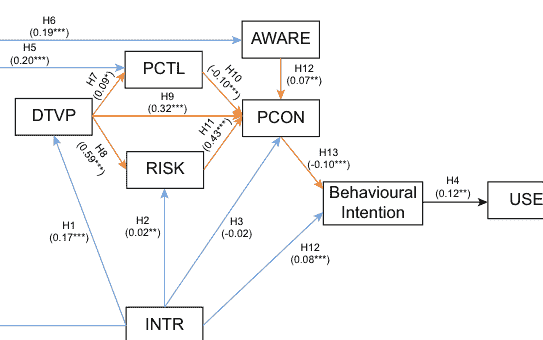 H6
(0.19***)
AWARE
H5
(0.20***)
H7
(0.09*)
PCTL
H10
(-0.10***)
H12
(0.07**)
DTVP
H9
(0.32***)
PCON
H8
(0.59***)
RISK
H11
(0.43***)
H13
(-0.10***)
Behavioural
Intention
H4
(0.12**)
USE
H1
(0.17***)
H2
(0.02**)
H3
(-0.02)
H12
(0.08***)
INTR